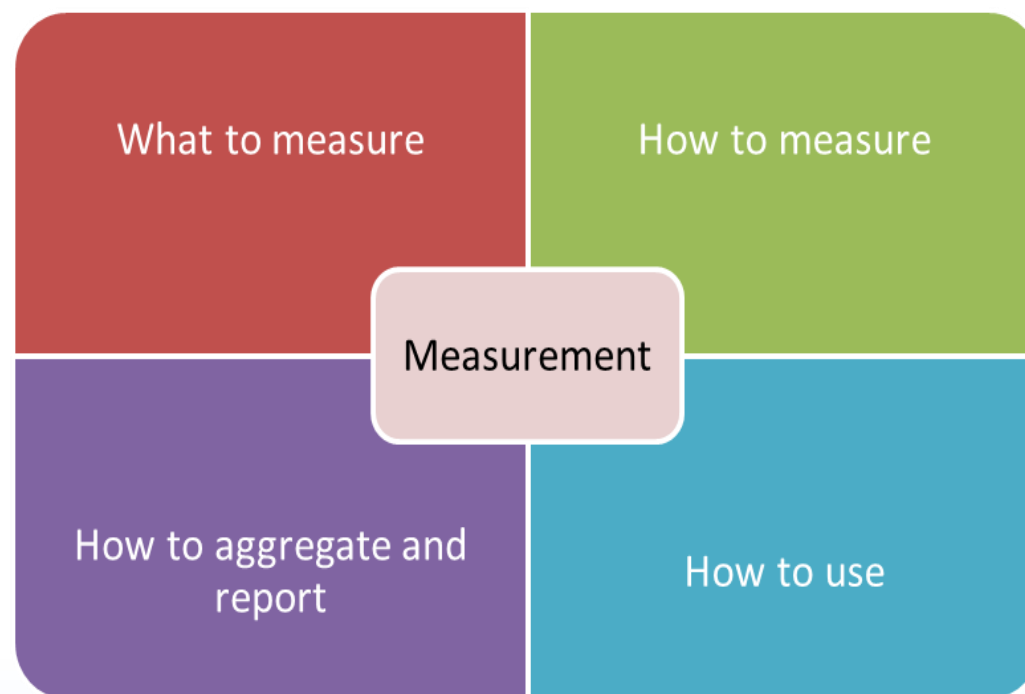 What to measure
How to measure
Measurement
How to aggregate and
report
How to use